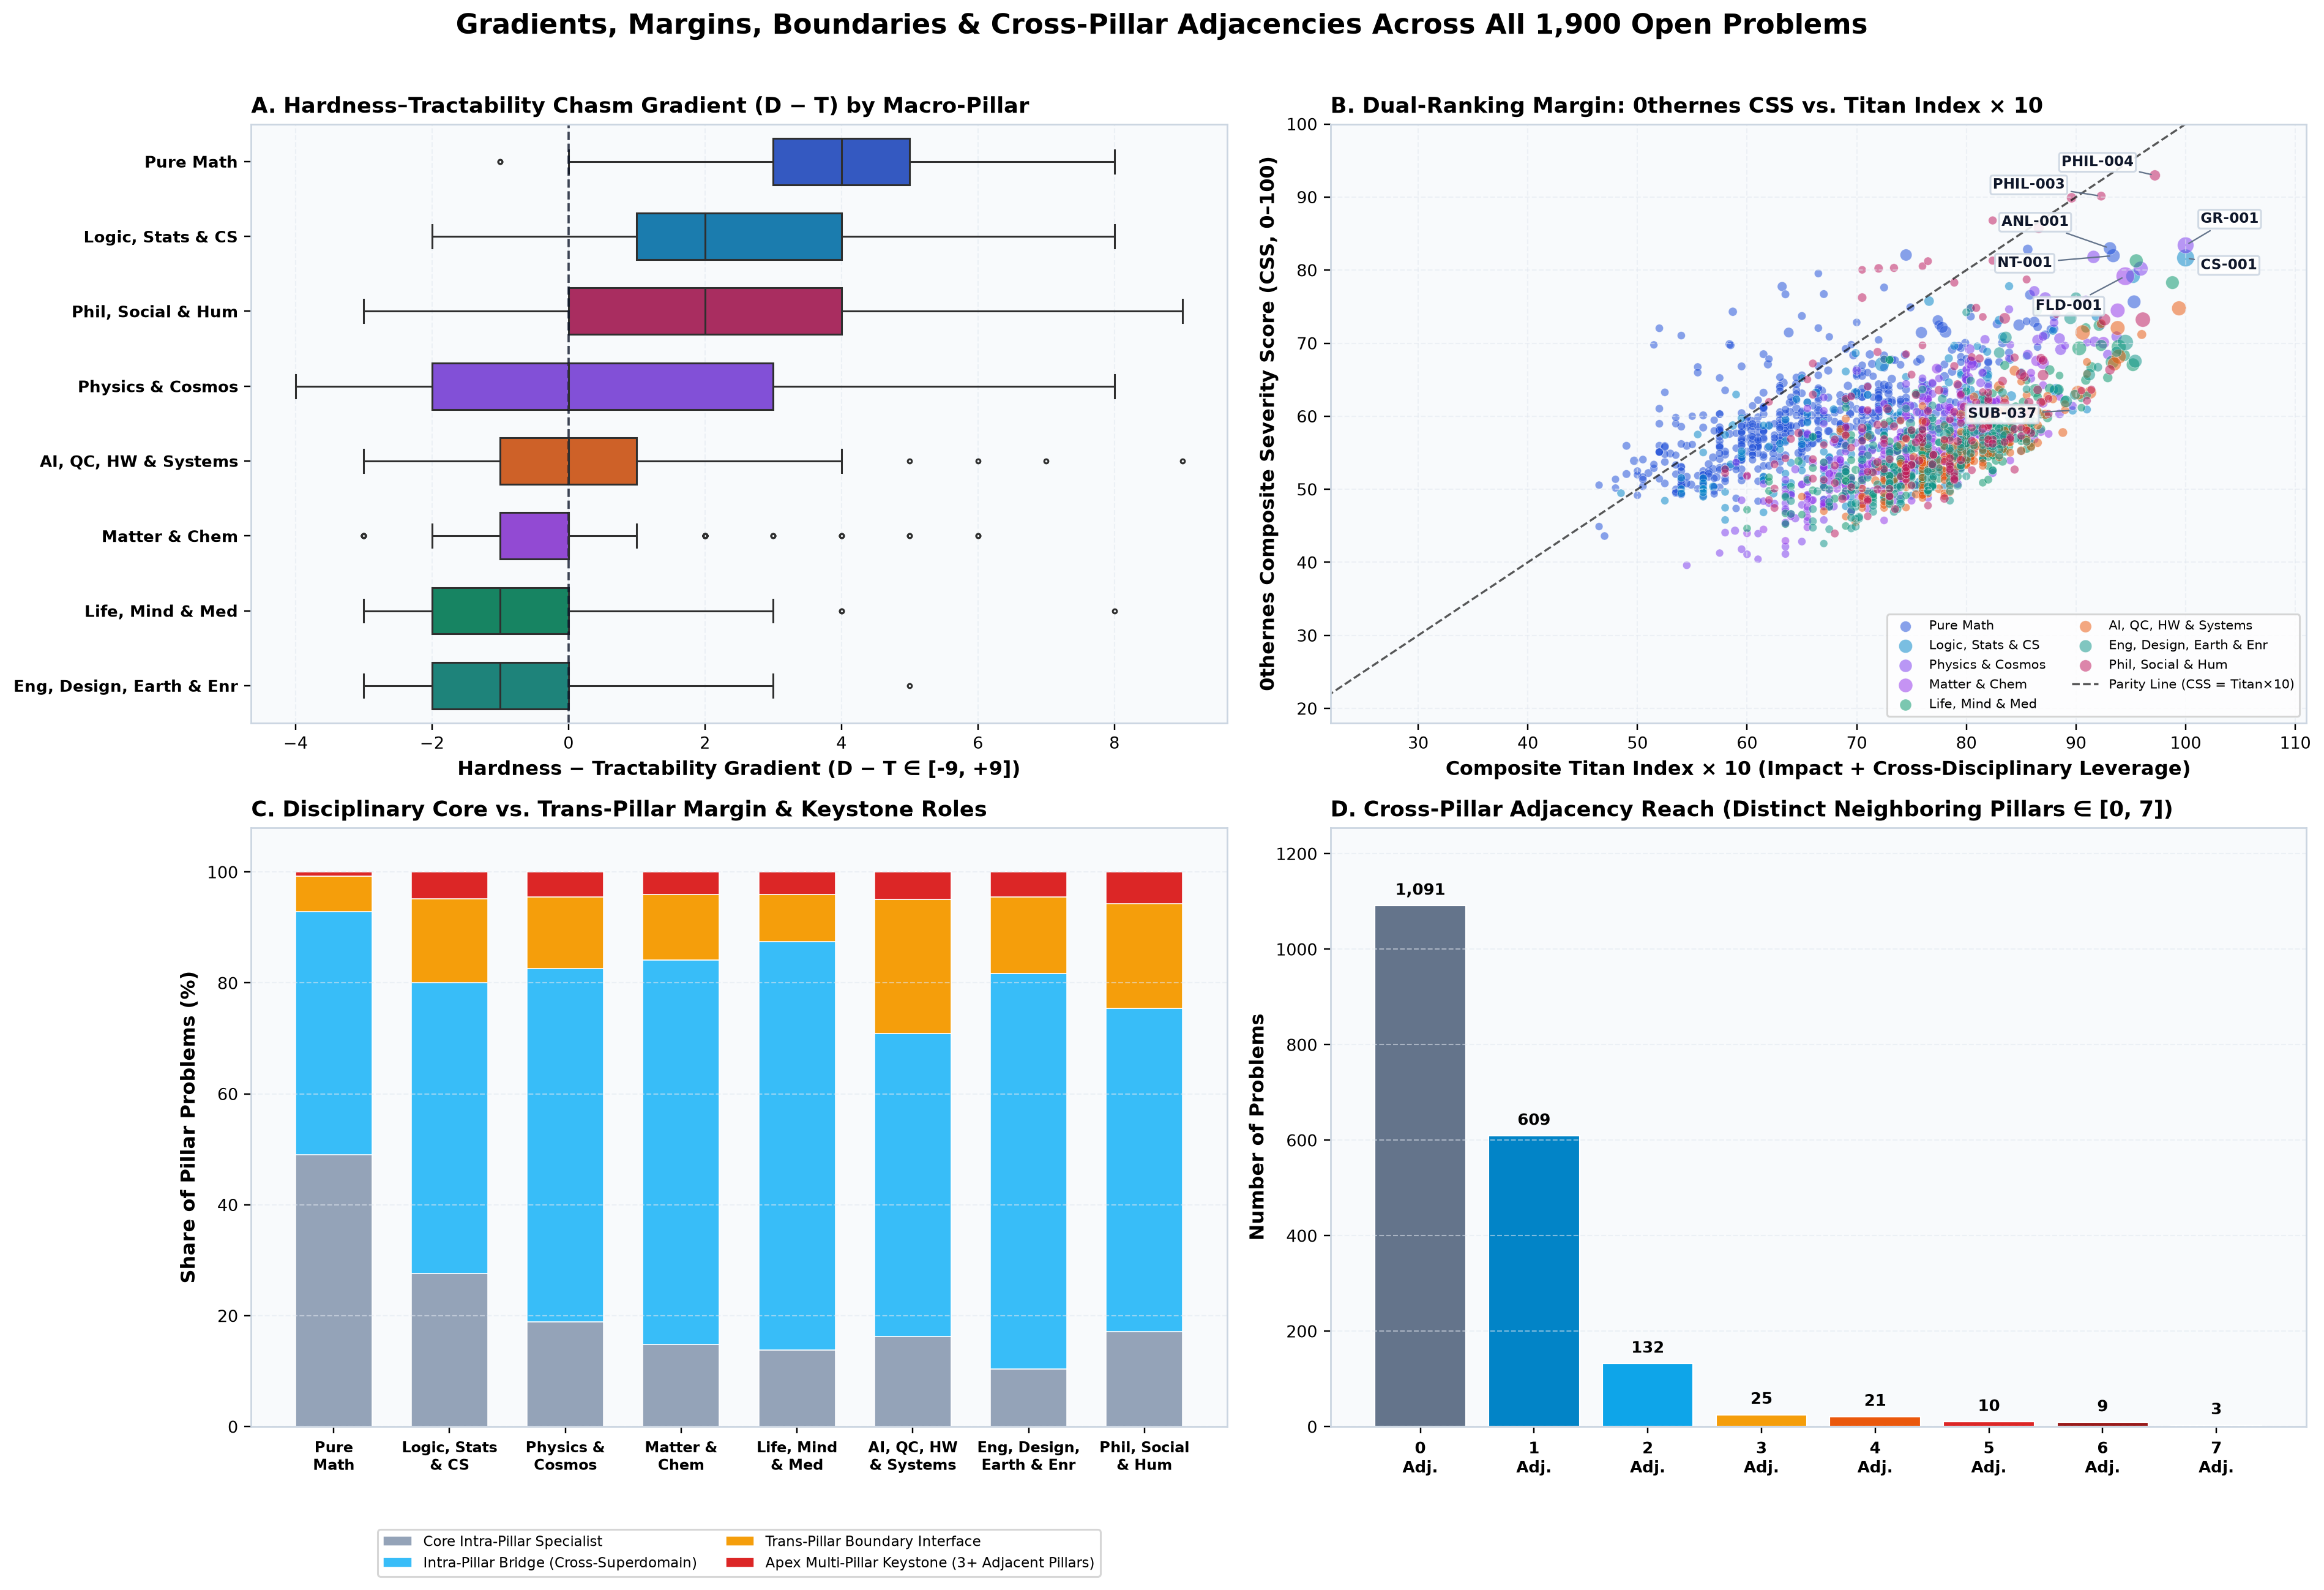 Gradients, Margins, Boundaries & Cross-Pillar Adjacencies Across All 1,900 Open Problems
A. Hardness–Tractability Chasm Gradient (D − T) by Macro-Pillar
Pure Math
Logic, Stats & CS
Phil, Social & Hum
Physics & Cosmos
AI, QC, HW & Systems
Matter & Chem
Life, Mind & Med
Eng, Design, Earth & Enr
−4
−2
0
2
4
6
8
Hardness − Tractability Gradient (D − T ∈ [-9, +9])
B. Dual-Ranking Margin: 0thernes CSS vs. Titan Index × 10
0thernes Composite Severity Score (CSS, 0-100)
100
90
80
70
60
50
40
30
20
PHIL-004
PHIL-003
ANL-001
GR-001
NT-001
CS-001
FLD-001
SUB-037
Pure Math
Logic, Stats & CS
Physics & Cosmos
Matter & Chem
Life, Mind & Med
AI, QC, HW & Systems
Eng, Design, Earth & Enr
Phil, Social & Hum
Parity Line (CSS = Titan×10)
30
40
50
60
70
80
90
100
110
Composite Titan Index × 10 (Impact + Cross-Disciplinary Leverage)
C. Disciplinary Core vs. Trans-Pillar Margin & Keystone Roles
Share of Pillar Problems (%)
100
80
60
40
20
0
Pure
Math
Logic, Stats
& CS
Physics &
Cosmos
Matter &
Chem
Life, Mind
& Med
AI, QC, HW
& Systems
Eng, Design,
Earth & Enr
Phil, Social
& Hum
Core Intra-Pillar Specialist
Intra-Pillar Bridge (Cross-Superdomain)
Trans-Pillar Boundary Interface
Apex Multi-Pillar Keystone (3+ Adjacent Pillars)
D. Cross-Pillar Adjacency Reach (Distinct Neighboring Pillars ∈ [0, 7])
Number of Problems
1200
1000
800
600
400
200
0
1,091
609
132
25
21
10
9
3
0
Adj.
1
Adj.
2
Adj.
3
Adj.
4
Adj.
5
Adj.
6
Adj.
7
Adj.